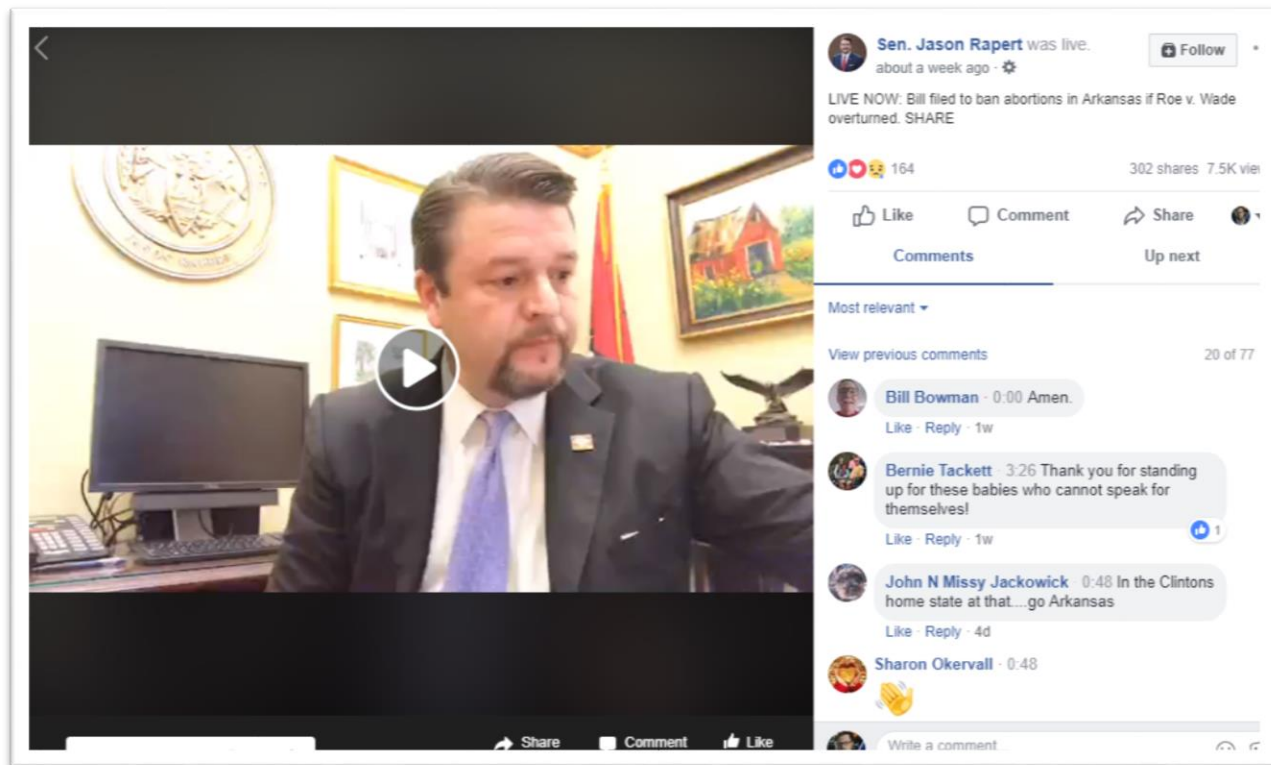 Sen. Jason Rapert was live.
Follow
about a week ago ·
LIVE NOW: Bill filed to ban abortions in Arkansas if Roe v. Wade
overturned. SHARE
164
302 shares 7.5K vie
Like
Comment
Share
Comments
Up next
Most relevant
View previous comments
20 of 77
Bill Bowman · 0:00 Amen.
Like · Reply · 1w
Bernie Tackett · 3:26 Thank you for standing
up for these babies who cannot speak for
themselves!
1
Like · Reply · 1w
John N Missy Jackowick · 0:48 In the Clintons
home state at that....go Arkansas
Like · Reply · 4d
Sharon Okervall · 0:48
Share
Comment
Like
Write a comment...